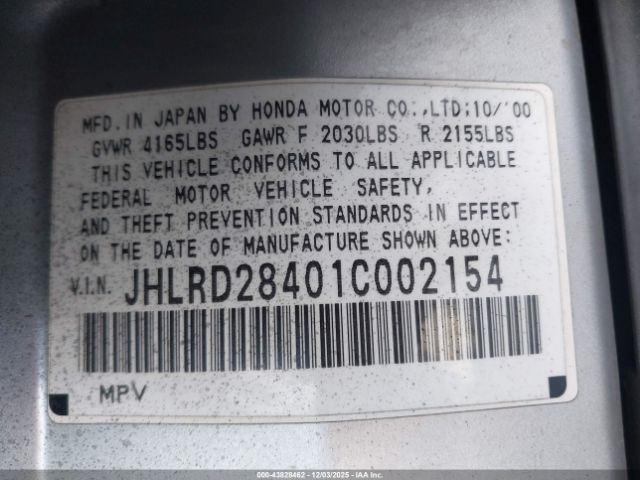 MFD.IN JAPAN BY HONDA MOTOR CO.,LTD;10/'00
GVWR 4165LBS GAWR F 2030LBS R 2155LBS
THIS VEHICLE CONFORMS TO ALL APPLICABLE
FEDERAL MOTOR VEHICLE SAFETY,
AND THEFT PREVENTION STANDARDS IN EFFECT
ON THE DATE OF MANUFACTURE SHOWN ABOVE:
V.I.N. JHLRD28401C002154
MPV
000-43828462 - 12/03/2025 - Copart